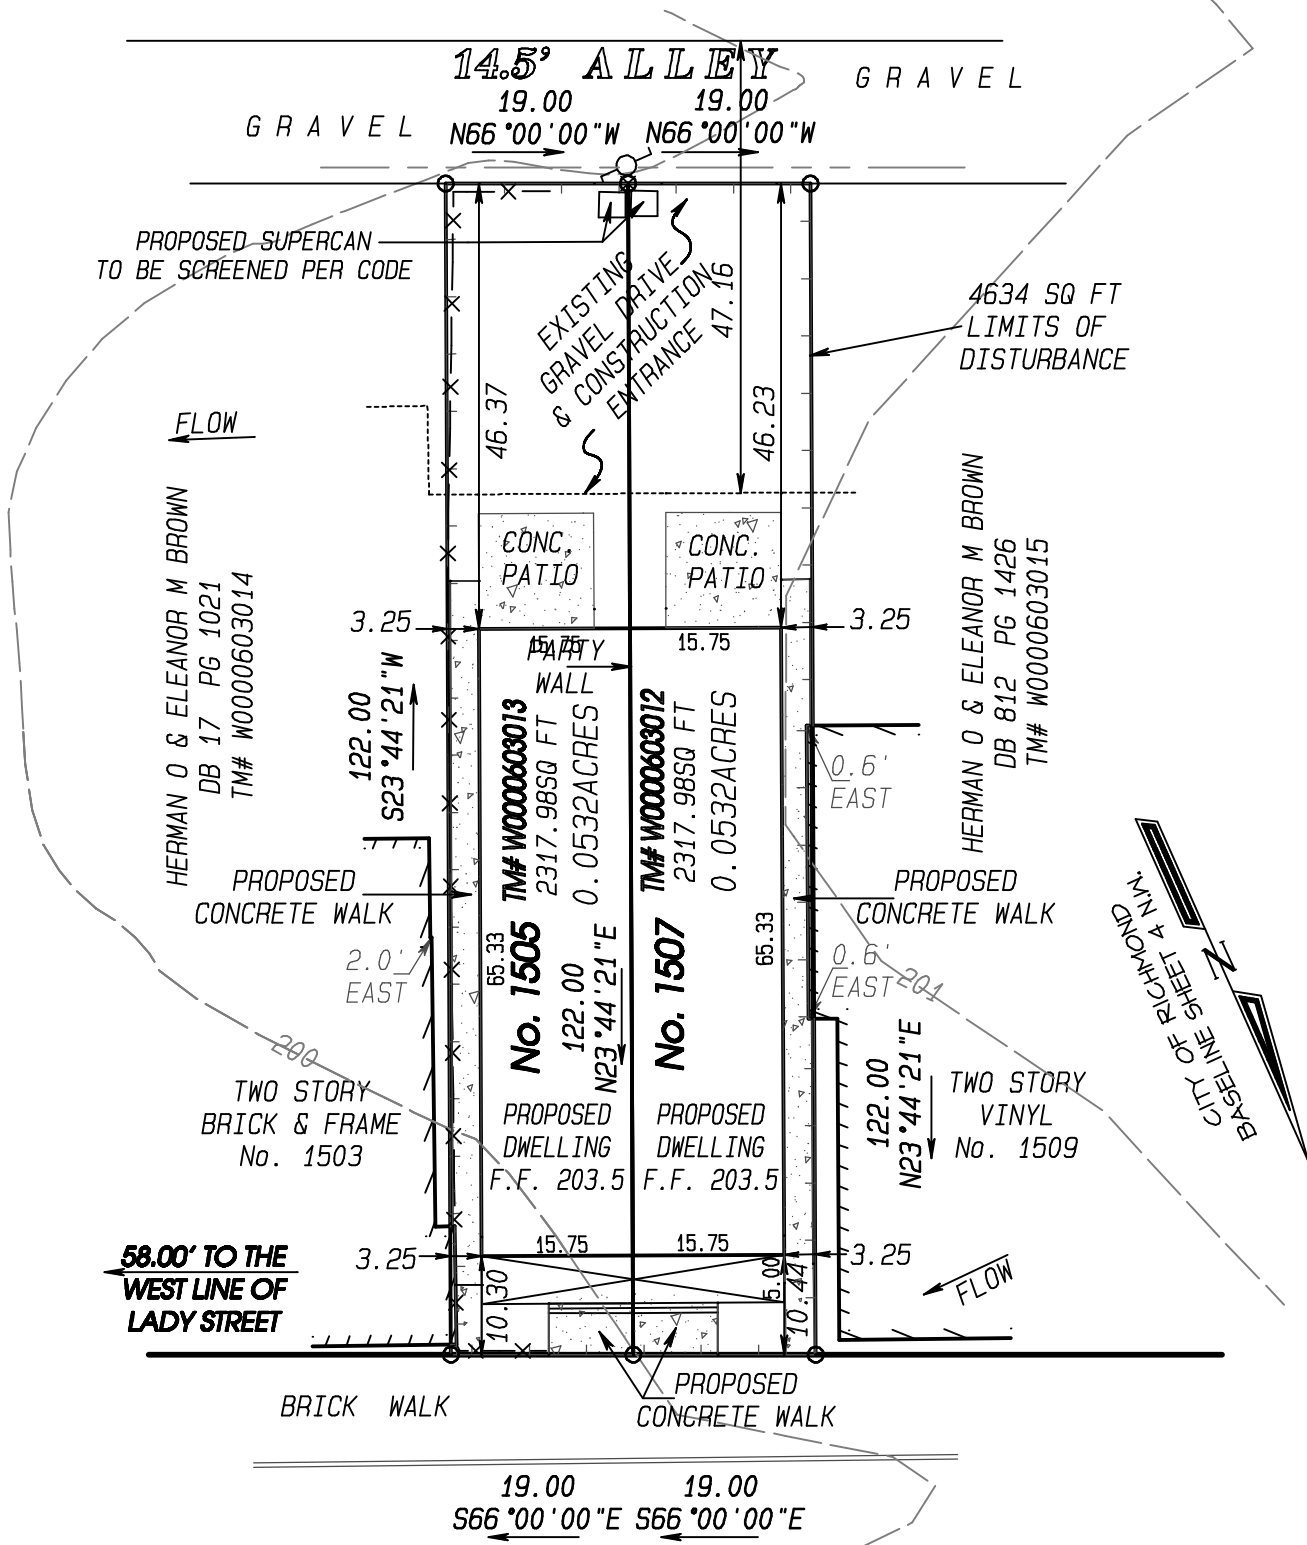 14.5' ALLEY
GRAVEL
GRAVEL
19.00
N66°00'00"W
19.00
N66°00'00"W
PROPOSED SUPERCAN
TO BE SCREENED PER CODE
EXISTING
GRAVEL DRIVE
& CONSTRUCTION
ENTRANCE
47.16
4634 SQ FT
LIMITS OF
DISTURBANCE
46.37
46.23
FLOW
HERMAN O & ELEANOR M BROWN
DB 17 PG 1021
TM# W0000603014
HERMAN O & ELEANOR M BROWN
DB 812 PG 1426
TM# W0000603015
CONC.
PATIO
CONC.
PATIO
3.25
15.75
15.75
3.25
PARTY
WALL
122.00
S23°44'21"W
No. 1505 TM# W0000603013
2317.98SQ FT
0.0532ACRES
122.00
N23°44'21"E
No. 1507 TM# W0000603012
2317.98SQ FT
0.0532ACRES
65.33
65.33
0.6'
EAST
PROPOSED
CONCRETE WALK
PROPOSED
CONCRETE WALK
2.0'
EAST
0.6'
EAST
201
200
CITY OF RICHMOND
BASELINE SHEET 4 N.W.
N
TWO STORY
BRICK & FRAME
No. 1503
PROPOSED
DWELLING
F.F. 203.5
PROPOSED
DWELLING
F.F. 203.5
122.00
N23°44'21"E
TWO STORY
VINYL
No. 1509
58.00' TO THE
WEST LINE OF
LADY STREET
3.25
15.75
15.75
3.25
10.30
5.00
10.44
FLOW
BRICK WALK
PROPOSED
CONCRETE WALK
19.00
S66°00'00"E
19.00
S66°00'00"E